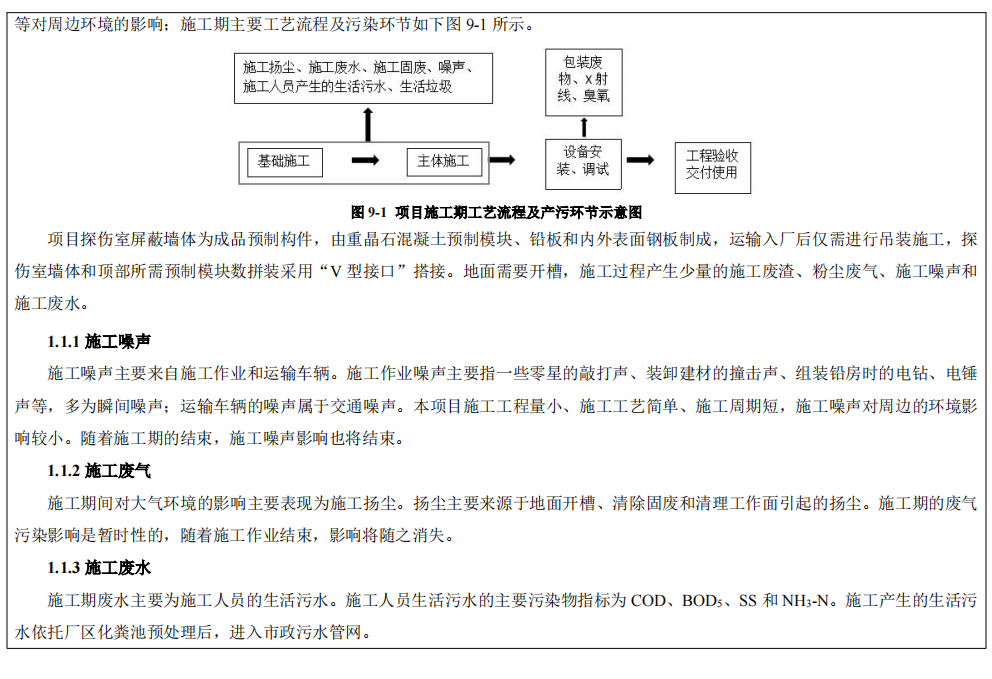 等对周边环境的影响；施工期主要工艺流程及污染环节如下图 9-1 所示。
施工扬尘、施工废水、施工固废、噪声、
施工人员产生的生活污水、生活垃圾
包装废
物、x 射
线、臭氧
基础施工
主体施工
设备安
装、调试
工程验收
交付使用
图 9-1 项目施工期工艺流程及产污环节示意图
项目探伤室屏蔽墙体为成品预制构件，由重晶石混凝土预制模块、铅板和内外表面钢板制成，运输入厂后仅需进行吊装施工，探
伤室墙体和顶部所需预制模块数拼装采用“V 型接口”搭接。地面需要开槽，施工过程产生少量的施工废渣、粉尘废气、施工噪声和
施工废水。
1.1.1 施工噪声
施工噪声主要来自施工作业和运输车辆。施工作业噪声主要指一些零星的敲打声、装卸建材的撞击声、组装铅房时的电钻、电锤
声等，多为瞬间噪声；运输车辆的噪声属于交通噪声。本项目施工工程量小、施工工艺简单、施工周期短，施工噪声对周边的环境影
响较小。随着施工期的结束，施工噪声影响也将结束。
1.1.2 施工废气
施工期间对大气环境的影响主要表现为施工扬尘。扬尘主要来源于地面开槽、清除固废和清理工作面引起的扬尘。施工期的废气
污染影响是暂时性的，随着施工作业结束，影响将随之消失。
1.1.3 施工废水
施工期废水主要为施工人员的生活污水。施工人员生活污水的主要污染物指标为 COD、BOD₅、SS 和 NH₃-N。施工产生的生活污
水依托厂区化粪池预处理后，进入市政污水管网。